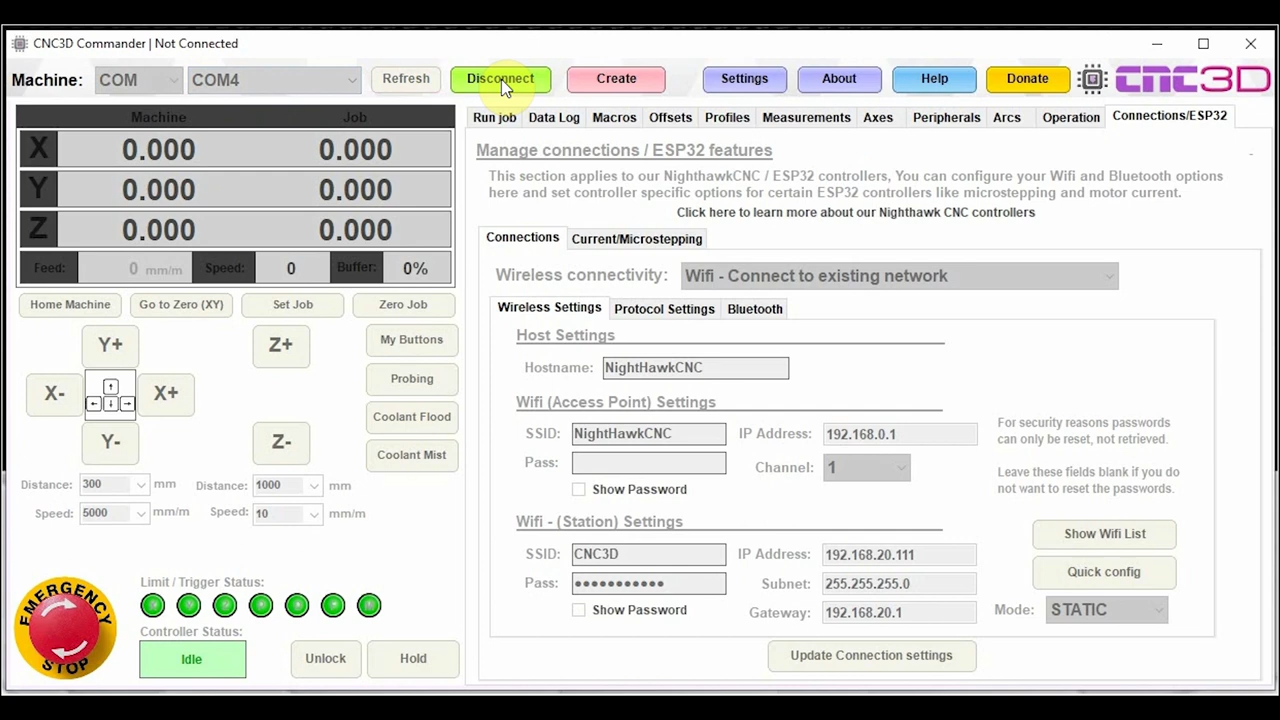 CNC3D Commander | Not Connected
Machine: COM COM4 Refresh Disconnect Create Settings About Help Donate CNC3D
Run job Data Log Macros Offsets Profiles Measurements Axes Peripherals Arcs Operation Connections/ESP32
Machine Job
X 0.000 0.000
Y 0.000 0.000
Z 0.000 0.000
Feed: 0 mm/m Speed: 0 Buffer: 0%
Home Machine Go to Zero (XY) Set Job Zero Job
Y+ Z+ My Buttons
X- X+ Probing
Coolant Flood
Y- Z- Coolant Mist
Distance: 300 mm Distance: 1000 mm
Speed: 5000 mm/m Speed: 10 mm/m
EMERGENCY STOP
Limit / Trigger Status:
Controller Status:
Idle Unlock Hold
Manage connections / ESP32 features
This section applies to our NighthawkCNC / ESP32 controllers, You can configure your Wifi and Bluetooth options
here and set controller specific options for certain ESP32 controllers like microstepping and motor current.
Click here to learn more about our Nighthawk CNC controllers
Connections Current/Microstepping
Wireless connectivity: Wifi - Connect to existing network
Wireless Settings Protocol Settings Bluetooth
Host Settings
Hostname: NightHawkCNC
Wifi (Access Point) Settings
SSID: NightHawkCNC IP Address: 192.168.0.1
Pass: Channel: 1
Show Password
For security reasons passwords
can only be reset, not retrieved.
Leave these fields blank if you do
not want to reset the passwords.
Wifi - (Station) Settings
SSID: CNC3D IP Address: 192.168.20.111
Pass: ●●●●●●●●●●● Subnet: 255.255.255.0
Show Password Gateway: 192.168.20.1
Show Wifi List
Quick config
Mode: STATIC
Update Connection settings